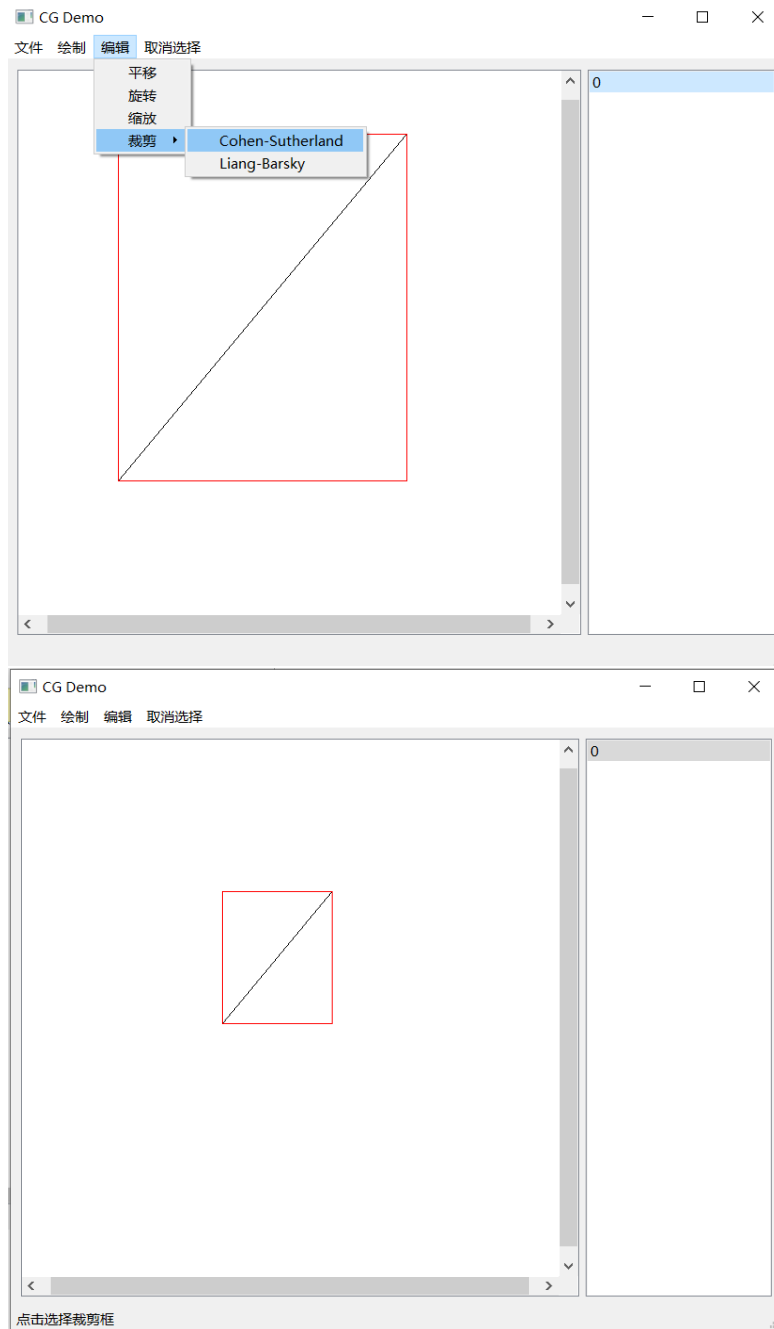 CG Demo
文件 绘制 编辑 取消选择
平移
旋转
缩放
裁剪
Cohen-Sutherland
Liang-Barsky
0
CG Demo
文件 绘制 编辑 取消选择
0
点击选择裁剪框